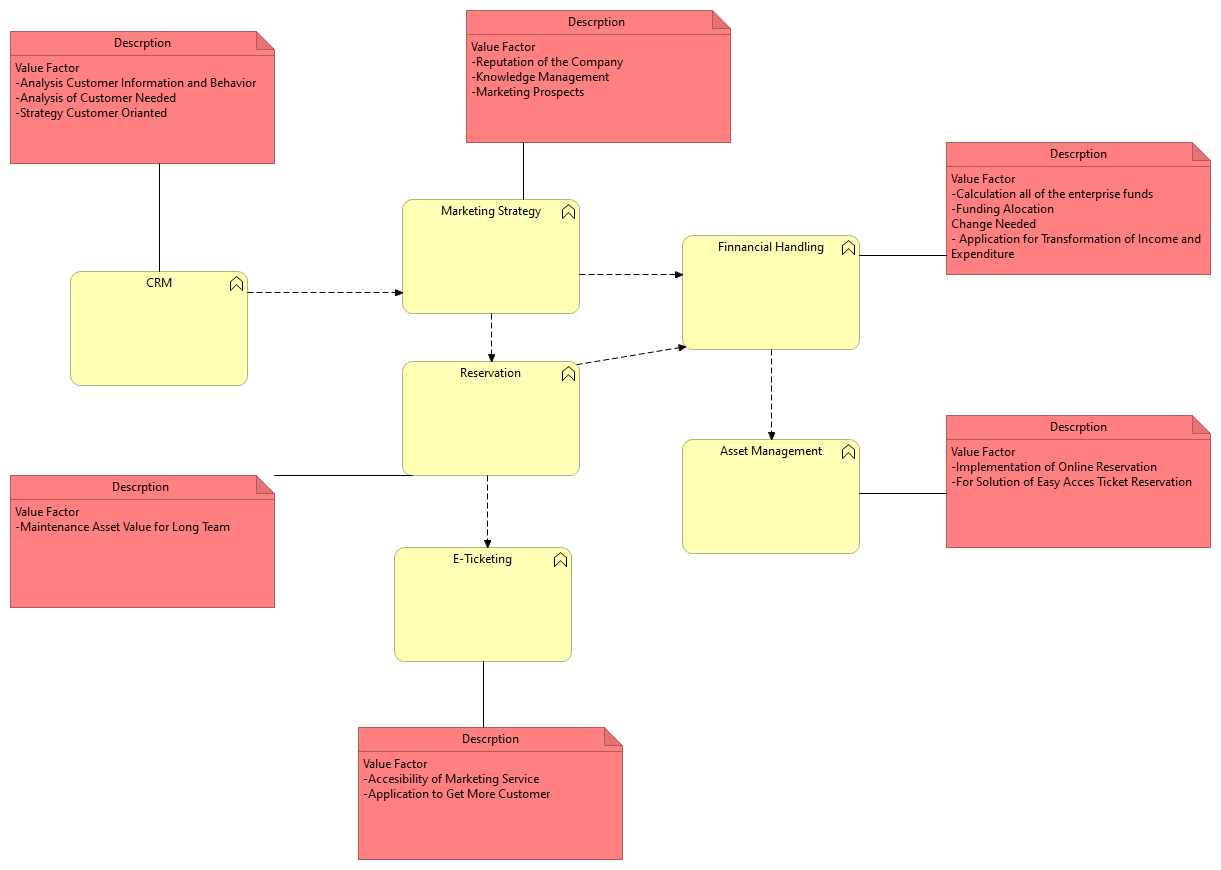 Descrption
Value Factor
-Reputation of the Company
-Knowledge Management
-Marketing Prospects
Descrption
Value Factor
-Analysis Customer Information and Behavior
-Analysis of Customer Needed
-Strategy Customer Orianted
Descrption
Value Factor
-Calculation all of the enterprise funds
-Funding Alocation
Change Needed
- Application for Transformation of Income and
Expenditure
Marketing Strategy
Finnancial Handling
CRM
Reservation
Asset Management
Descrption
Value Factor
-Implementation of Online Reservation
-For Solution of Easy Acces Ticket Reservation
Descrption
Value Factor
-Maintenance Asset Value for Long Team
E-Ticketing
Descrption
Value Factor
-Accesibility of Marketing Service
-Application to Get More Customer